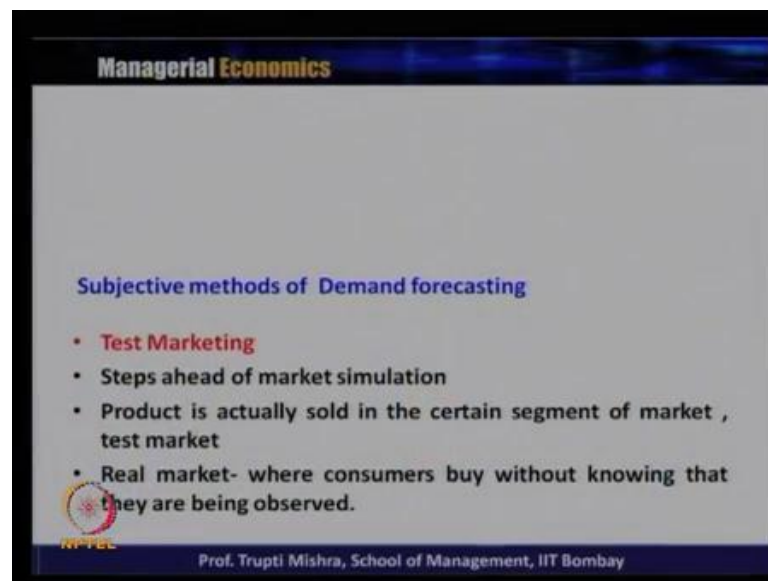 Managerial Economics
Subjective methods of Demand forecasting
• Test Marketing
• Steps ahead of market simulation
• Product is actually sold in the certain segment of market ,
test market
• Real market- where consumers buy without knowing that
they are being observed.
NPTEL
Prof. Trupti Mishra, School of Management, IIT Bombay